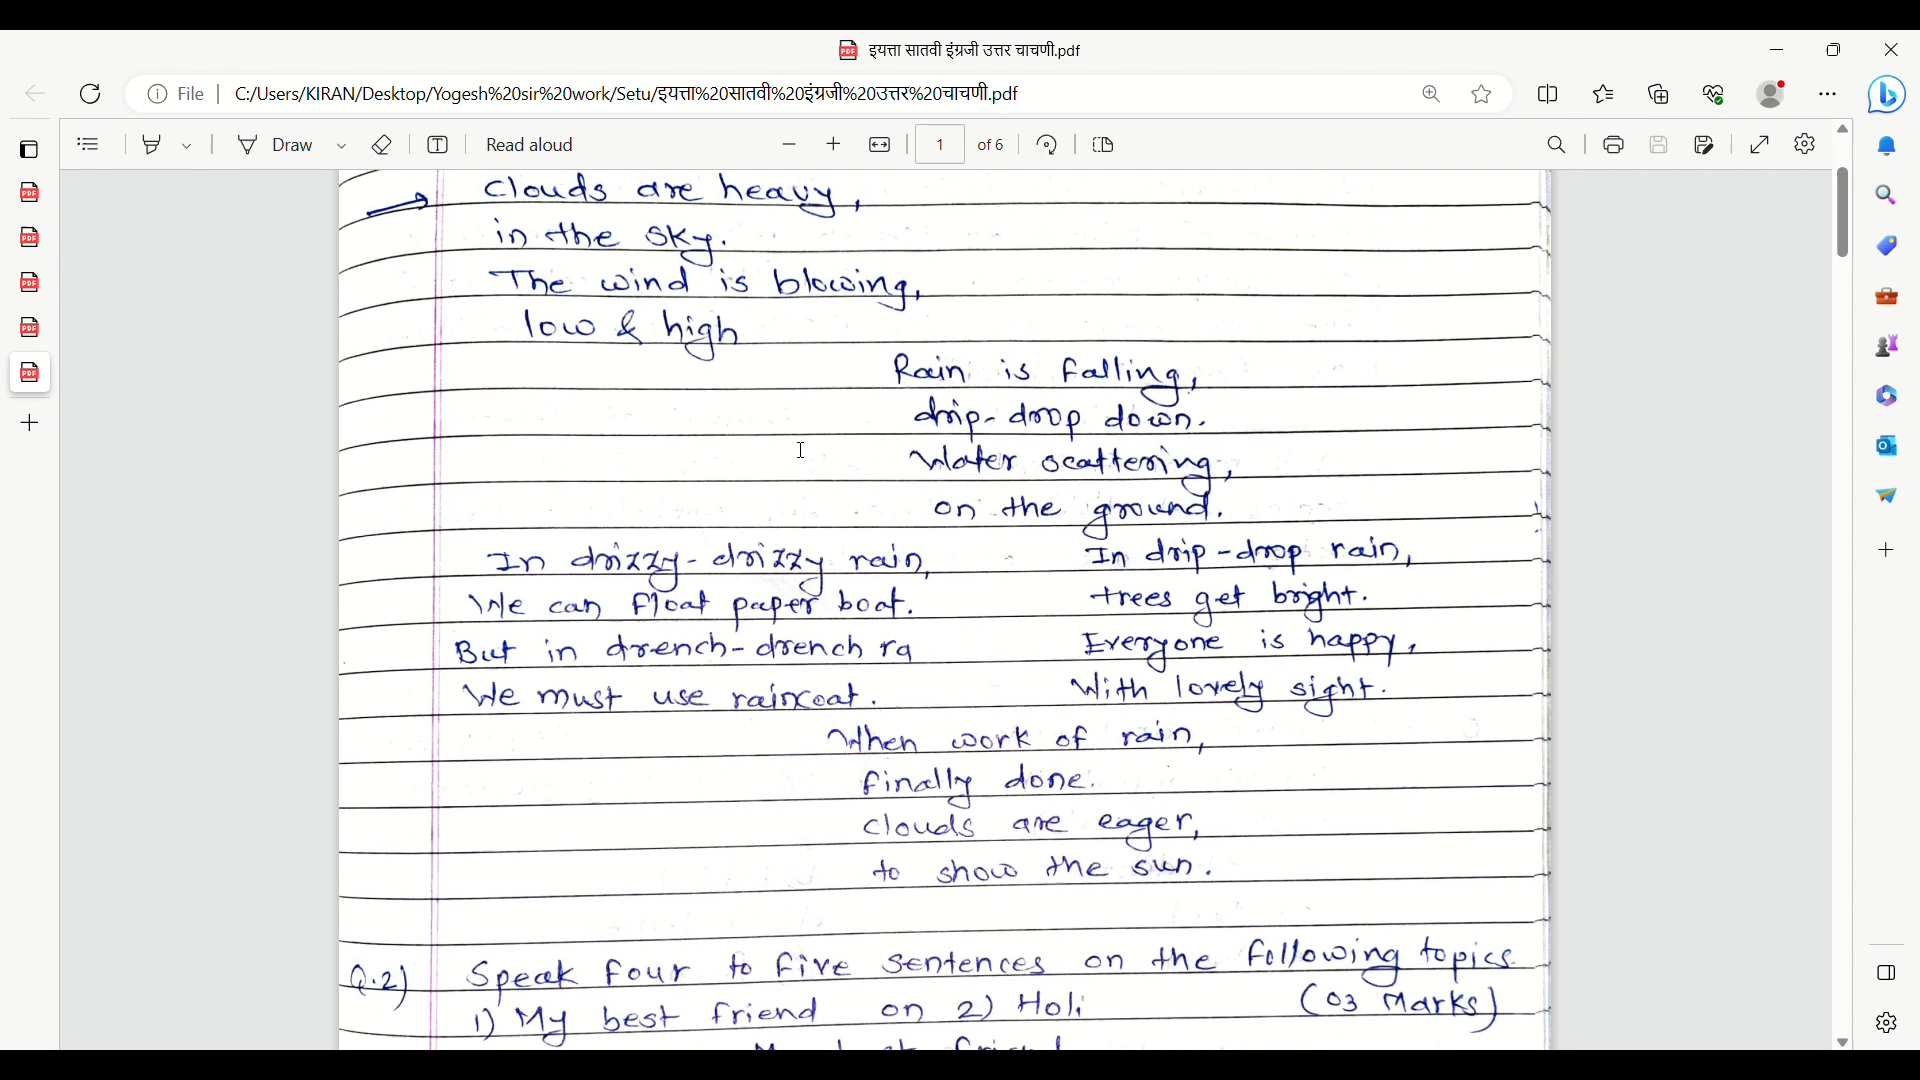 इयत्ता सातवी इंग्रजी उत्तर चाचणी.pdf
File C:/Users/KIRAN/Desktop/Yogesh%20sir%20work/Setu/इयत्ता%20सातवी%20इंग्रजी%20उत्तर%20चाचणी.pdf
Draw Read aloud 1 of 6
Clouds are heavy,
in the sky.
The wind is blowing,
low & high
Rain is falling,
drip-drop down.
Water scattering,
on the ground.
In drizzy-drizzy rain,
We can float paper boat.
But in drench-drench ra
We must use raincoat.
In drip-drop rain,
trees get bright.
Everyone is happy,
With lovely sight.
When work of rain,
finally done.
clouds are eager,
to show the sun.
Q.2) Speak four to five sentences on the following topics
1) My best friend on 2) Holi (03 Marks)